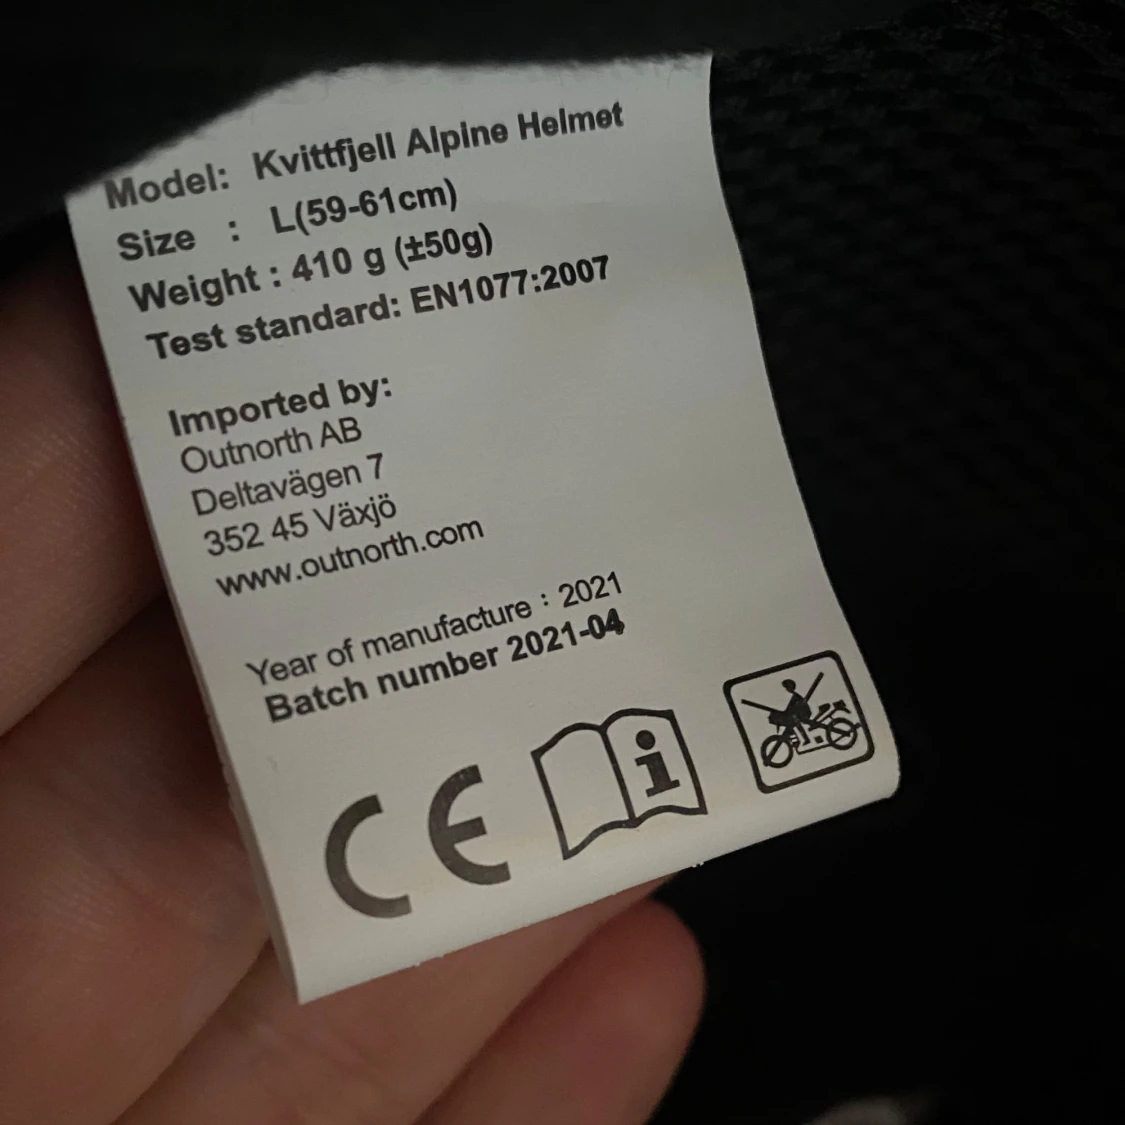 Model: Kvittfjell Alpine Helmet
Size : L(59-61cm)
Weight : 410 g (±50g)
Test standard: EN1077:2007
Imported by:
Outnorth AB
Deltavägen 7
352 45 Växjö
www.outnorth.com
Year of manufacture : 2021
Batch number 2021-04
CE
i